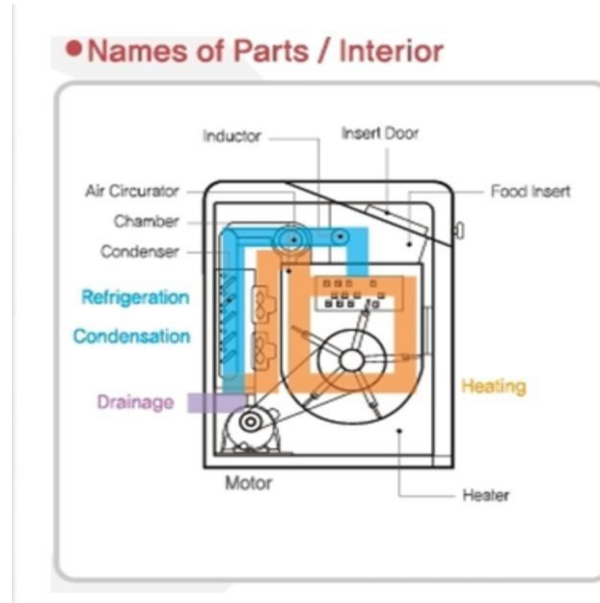 Names of Parts / Interior
Inductor
Insert Door
Air Circurator
Food Insert
Chamber
Condenser
Refrigeration
Condensation
Drainage
Heating
Motor
Heater